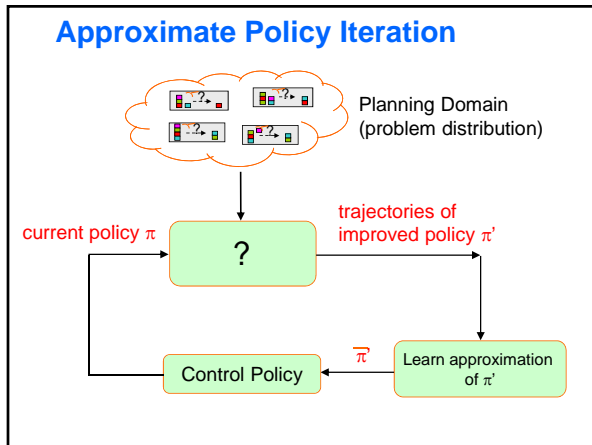 Approximate Policy Iteration
?
?
?
?
Planning Domain
(problem distribution)
current policy π
trajectories of
improved policy π’
?
Control Policy
π’
Learn approximation
of π’